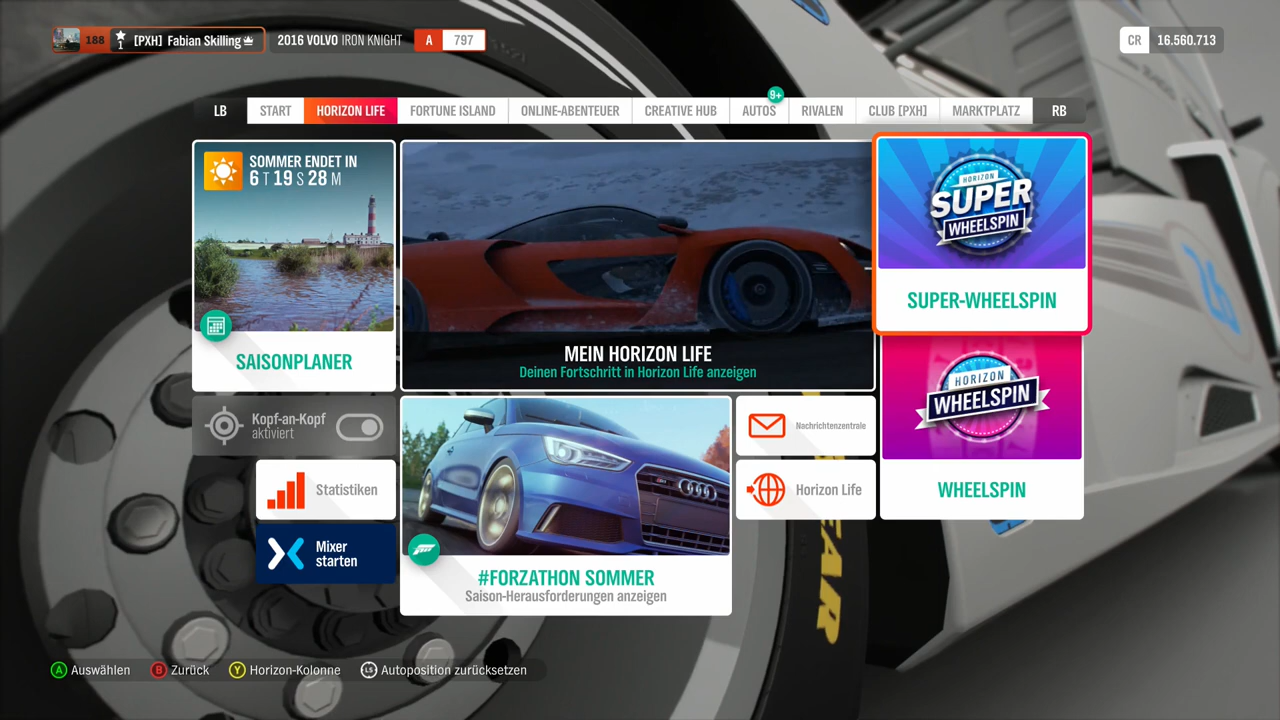 188 1 [PXH] Fabian Skilling
2016 VOLVO IRON KNIGHT
A 797
CR 16.560.713
LB START HORIZON LIFE FORTUNE ISLAND ONLINE-ABENTEUER CREATIVE HUB AUTOS 9+ RIVALEN CLUB [PXH] MARKTPLATZ RB
SOMMER ENDET IN
6 T 19 S 28 M
SAISONPLANER
MEIN HORIZON LIFE
Deinen Fortschritt in Horizon Life anzeigen
HORIZON
SUPER
WHEELSPIN
SUPER-WHEELSPIN
HORIZON
WHEELSPIN
WHEELSPIN
Kopf-an-Kopf
aktiviert
Statistiken
Mixer
starten
#FORZATHON SOMMER
Saison-Herausforderungen anzeigen
Nachrichtenzentrale
Horizon Life
A Auswählen B Zurück Y Horizon-Kolonne LS Autoposition zurücksetzen